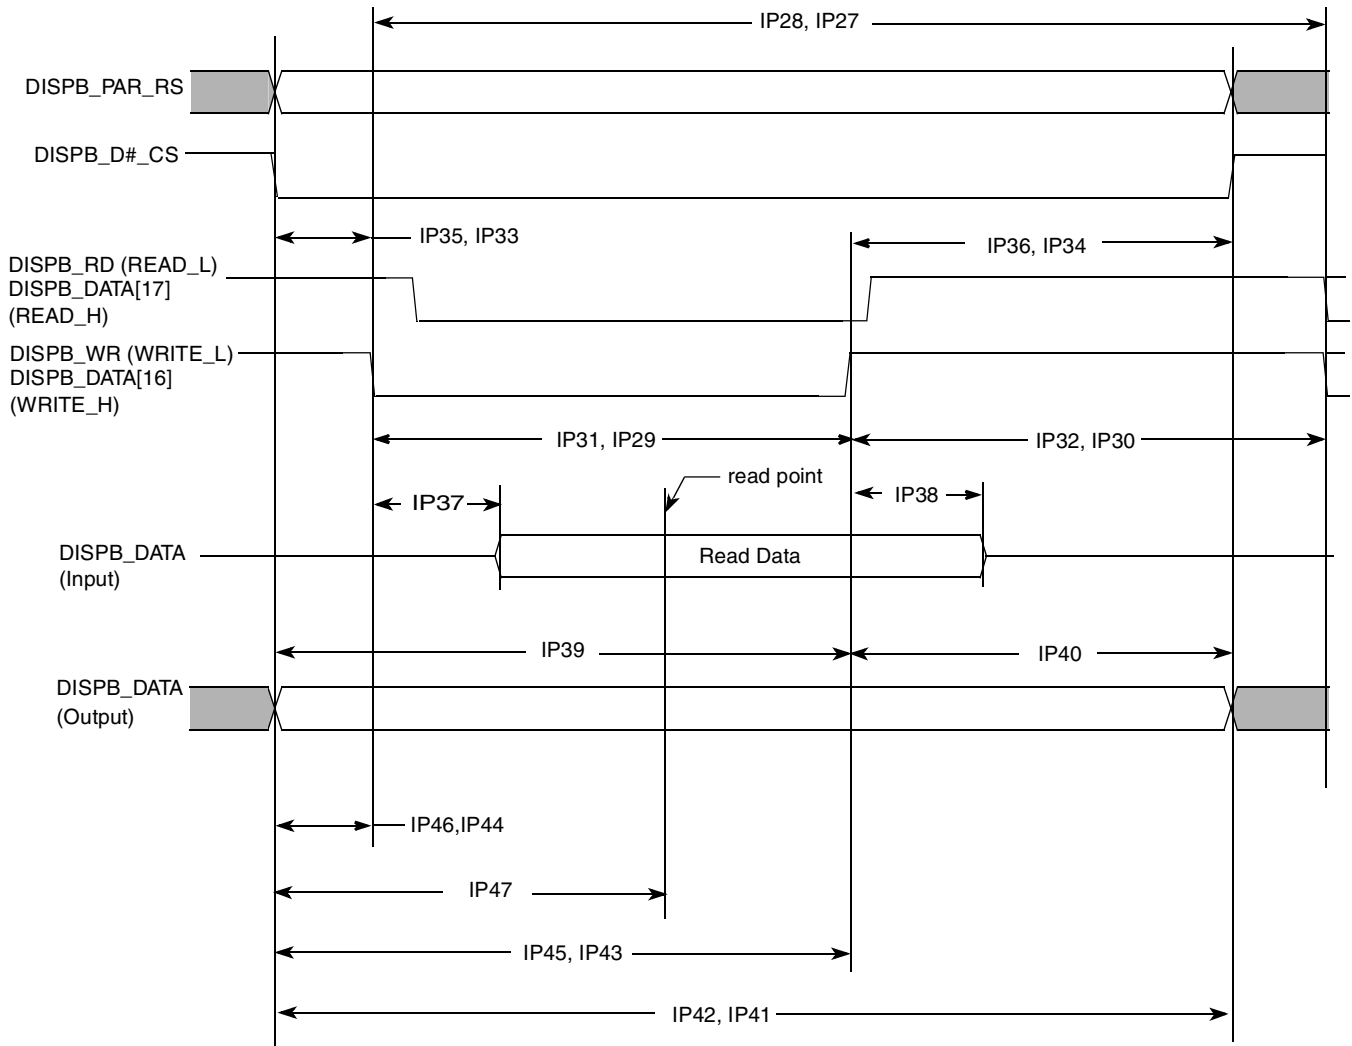 IP28, IP27
DISPB_PAR_RS
DISPB_D#_CS
IP35, IP33
IP36, IP34
DISPB_RD (READ_L)
DISPB_DATA[17]
(READ_H)
DISPB_WR (WRITE_L)
DISPB_DATA[16]
(WRITE_H)
IP31, IP29
IP32, IP30
read point
IP37
IP38
DISPB_DATA
(Input)
Read Data
IP39
IP40
DISPB_DATA
(Output)
IP46,IP44
IP47
IP45, IP43
IP42, IP41